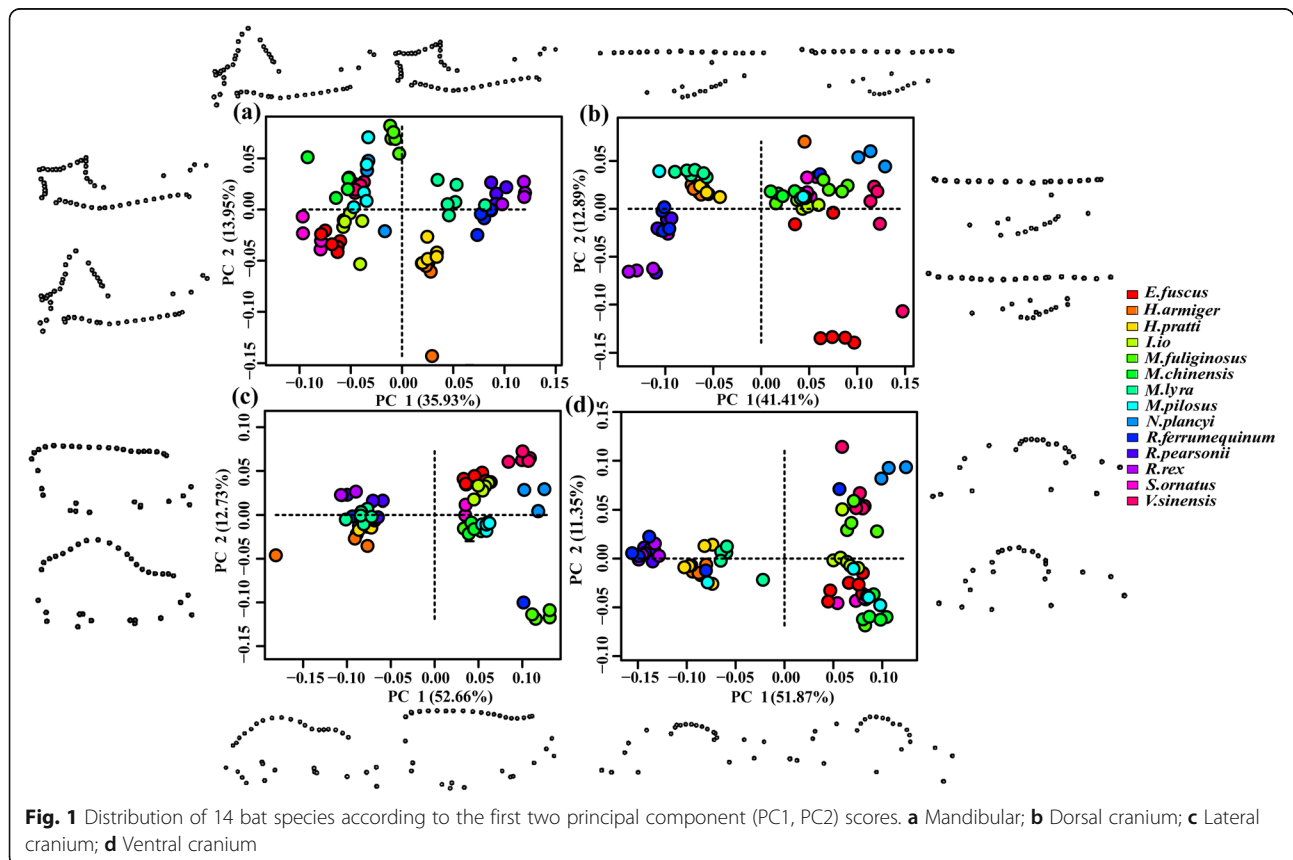 (a)
(b)
0.05
0.00
−0.05
−0.10
−0.15
PC 2 (13.95%)
−0.10 −0.05 0.00 0.05 0.10 0.15
PC 1 (35.93%)
0.05
0.00
−0.05
−0.10
−0.15
PC 2 (12.89%)
−0.10 −0.05 0.00 0.05 0.10 0.15
PC 1(41.41%)
E.fuscus
H.armiger
H.pratti
I.io
M.fuliginosus
M.chinensis
M.lyra
M.pilosus
N.plancyi
R.ferrumequinum
R.pearsonii
R.rex
S.ornatus
V.sinensis
(c)
(d)
0.10
0.05
0.00
−0.05
−0.10
−0.15
PC 2 (12.73%)
−0.15 −0.10 −0.05 0.00 0.05 0.10
PC 1 (52.66%)
0.15
0.10
0.05
0.00
−0.05
−0.10
PC 2 (11.35%)
−0.15 −0.10 −0.05 0.00 0.05 0.10
PC 1 (51.87%)
Fig. 1 Distribution of 14 bat species according to the first two principal component (PC1, PC2) scores. a Mandibular; b Dorsal cranium; c Lateral
cranium; d Ventral cranium